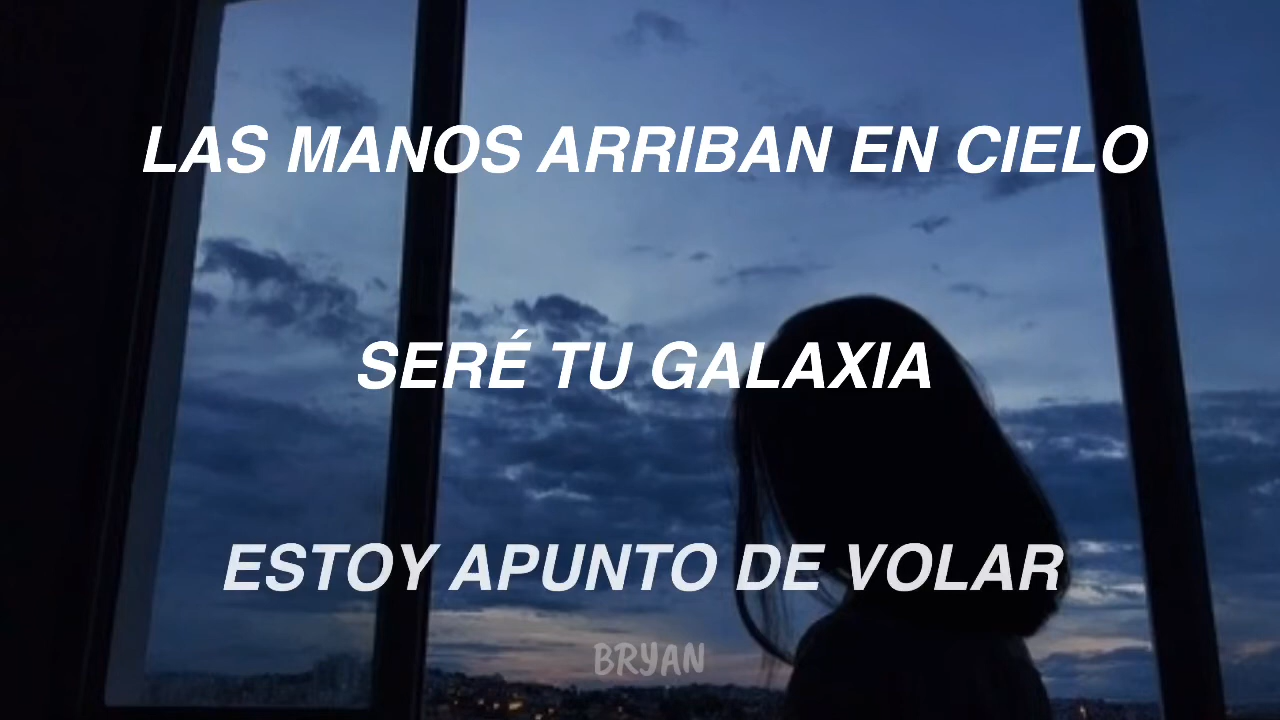 LAS MANOS ARRIBAN EN CIELO
SERÉ TU GALAXIA
ESTOY APUNTO DE VOLAR
BRYAN